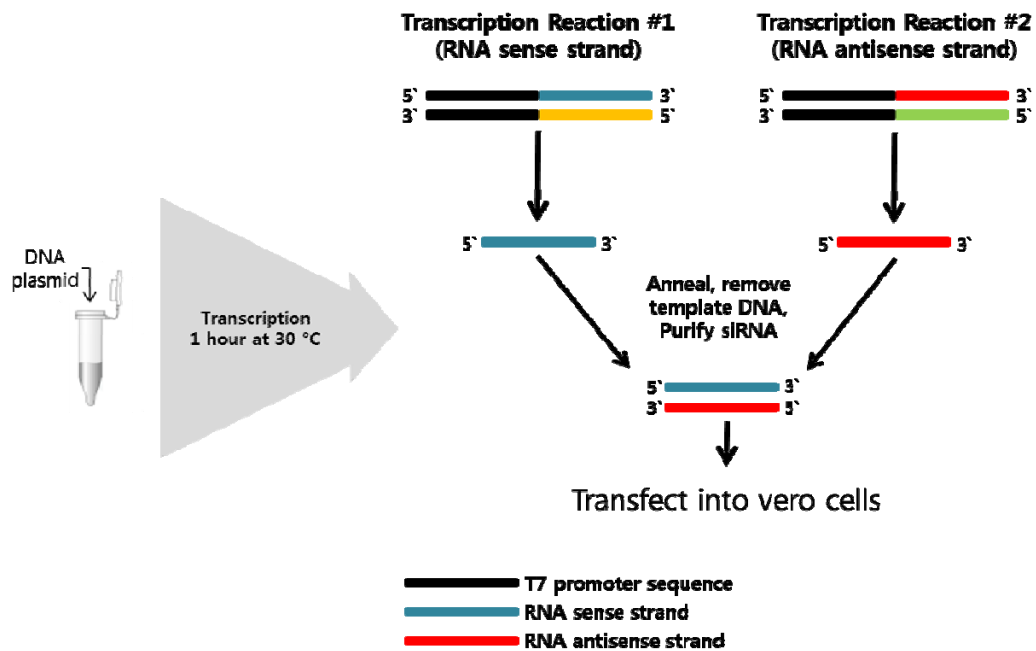 Transcription Reaction #1
(RNA sense strand)
Transcription Reaction #2
(RNA antisense strand)
5` 3`
3` 5`
5` 3`
3` 5`
5` 3`
5` 3`
DNA
plasmid
Transcription
1 hour at 30 °C
Anneal, remove
template DNA,
Purify siRNA
5` 3`
3` 5`
Transfect into vero cells
T7 promoter sequence
RNA sense strand
RNA antisense strand